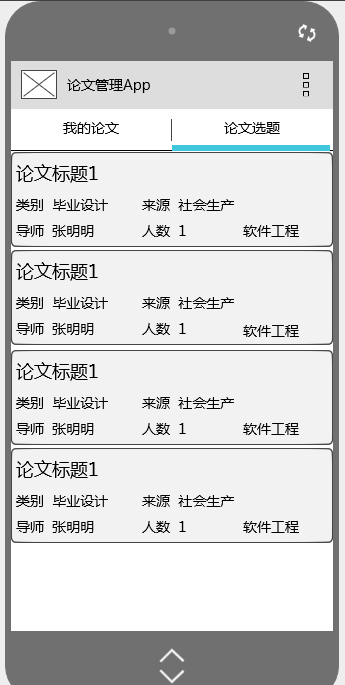 论文管理App
我的论文 论文选题
论文标题1
类别 毕业设计 来源 社会生产
导师 张明明 人数 1 软件工程
论文标题1
类别 毕业设计 来源 社会生产
导师 张明明 人数 1 软件工程
论文标题1
类别 毕业设计 来源 社会生产
导师 张明明 人数 1 软件工程
论文标题1
类别 毕业设计 来源 社会生产
导师 张明明 人数 1 软件工程